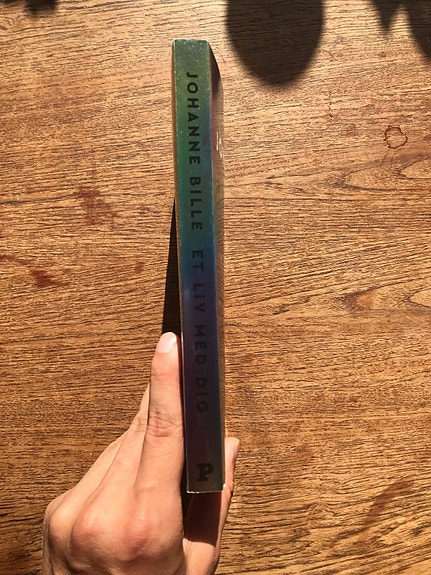 JOHANNE BILLE ET LIV MED DIG